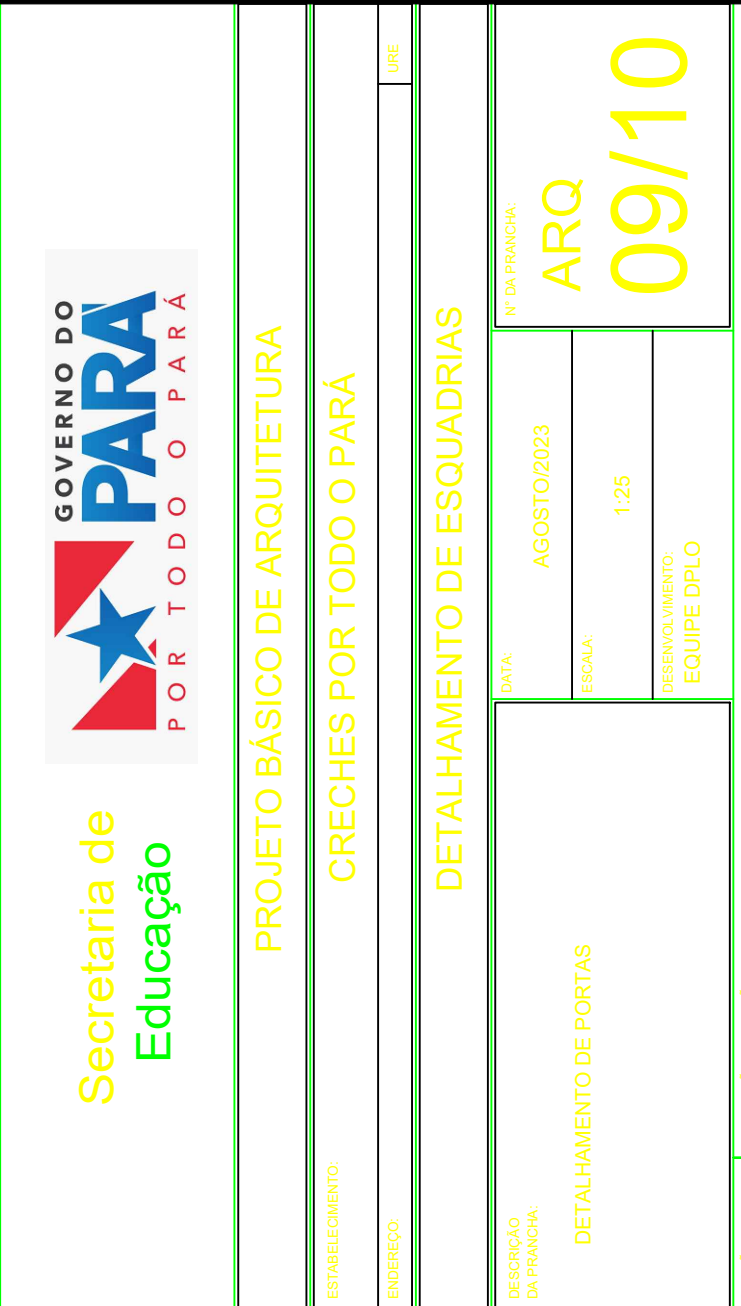 Secretaria de
Educação
GOVERNO DO
PARÁ
POR TODO O PARÁ
PROJETO BÁSICO DE ARQUITETURA
ESTABELECIMENTO:
CRECHES POR TODO O PARÁ
ENDEREÇO:
URE
DETALHAMENTO DE ESQUADRIAS
DESCRIÇÃO
DA PRANCHA:
DETALHAMENTO DE PORTAS
DATA:
AGOSTO/2023
ESCALA:
1:25
DESENVOLVIMENTO:
EQUIPE DPLO
N° DA PRANCHA:
ARQ
09/10